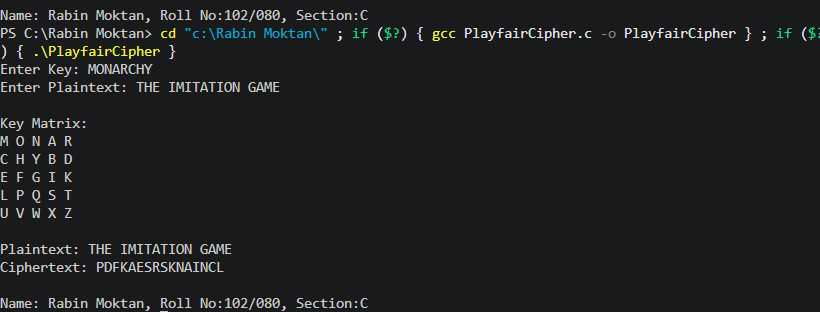 Name: Rabin Moktan, Roll No:102/080, Section:C
PS C:\Rabin Moktan> cd "c:\Rabin Moktan\" ; if ($?) { gcc PlayfairCipher.c -o PlayfairCipher } ; if ($?
) { .\PlayfairCipher }
Enter Key: MONARCHY
Enter Plaintext: THE IMITATION GAME
Key Matrix:
M O N A R
C H Y B D
E F G I K
L P Q S T
U V W X Z
Plaintext: THE IMITATION GAME
Ciphertext: PDFKAESRSKNAINCL
Name: Rabin Moktan, Roll No:102/080, Section:C